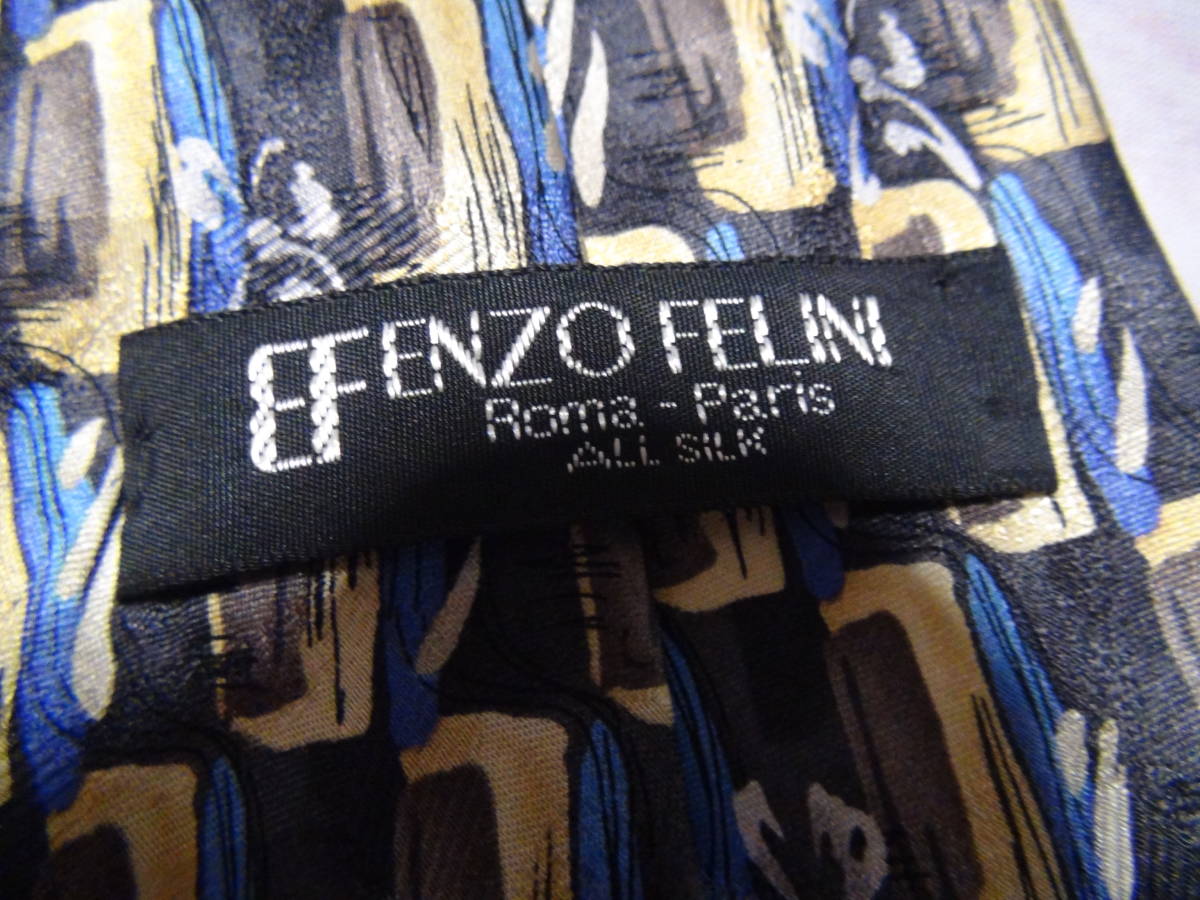 EF ENZO FELINI
Roma - Paris
ALL SILK